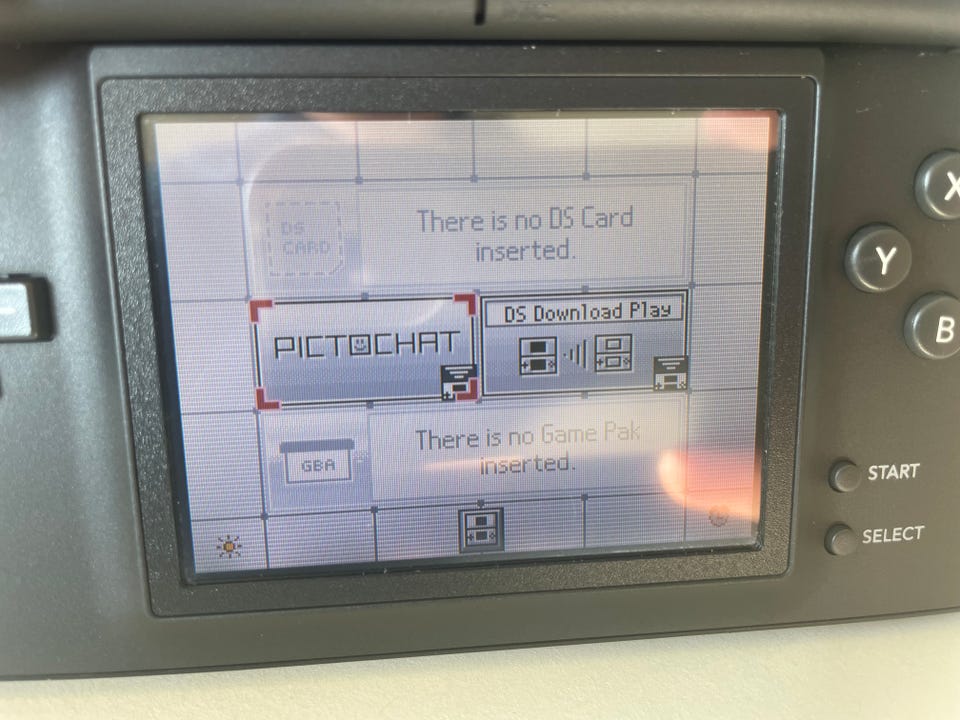 DS
CARD
There is no DS Card
inserted.
PICTOCHAT
DS Download Play
There is no Game Pak
inserted.
GBA
X
Y
B
START
SELECT